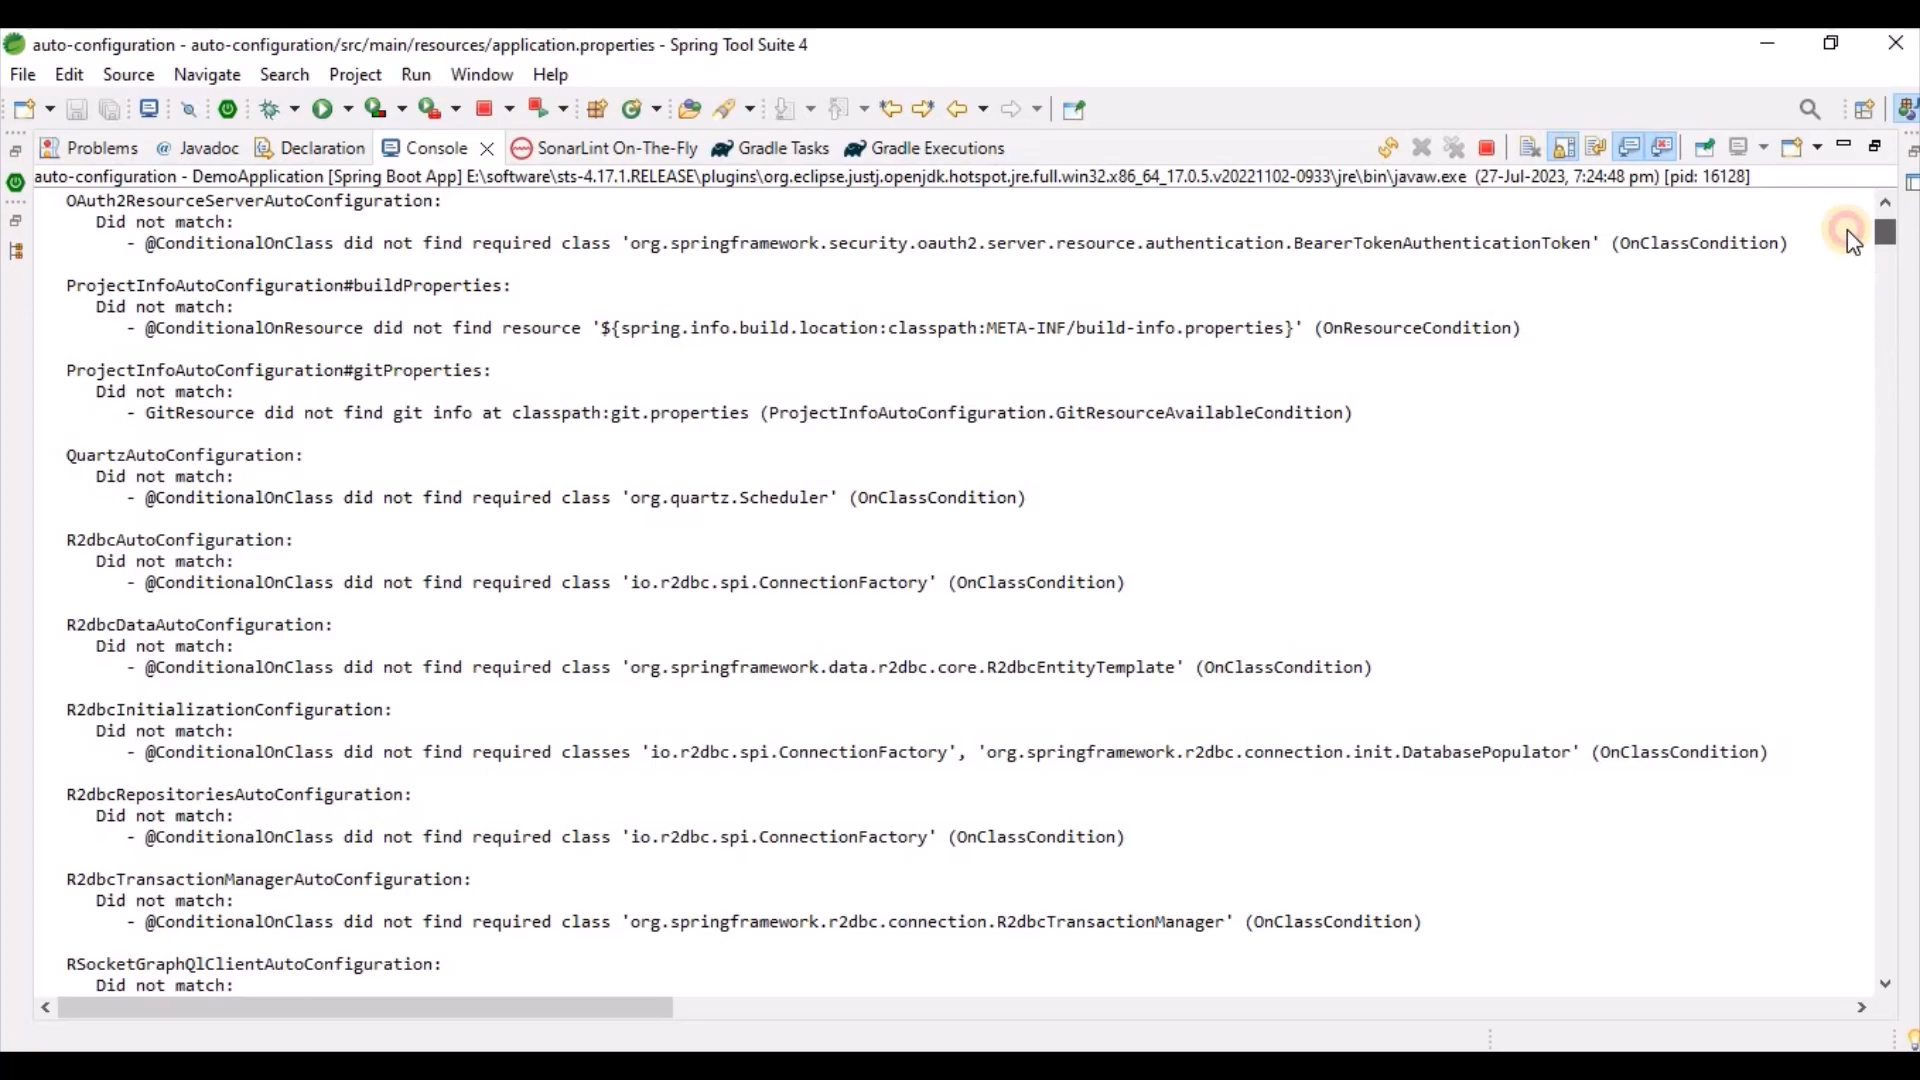 auto-configuration - auto-configuration/src/main/resources/application.properties - Spring Tool Suite 4
File Edit Source Navigate Search Project Run Window Help
Problems @ Javadoc Declaration Console SonarLint On-The-Fly Gradle Tasks Gradle Executions
auto-configuration - DemoApplication [Spring Boot App] E:\software\sts-4.17.1.RELEASE\plugins\org.eclipse.justj.openjdk.hotspot.jre.full.win32.x86_64_17.0.5.v20221102-0933\jre\bin\javaw.exe (27-Jul-2023, 7:24:48 pm) [pid: 16128]
OAuth2ResourceServerAutoConfiguration:
Did not match:
- @ConditionalOnClass did not find required class 'org.springframework.security.oauth2.server.resource.authentication.BearerTokenAuthenticationToken' (OnClassCondition)
ProjectInfoAutoConfiguration#buildProperties:
Did not match:
- @ConditionalOnResource did not find resource '${spring.info.build.location:classpath:META-INF/build-info.properties}' (OnResourceCondition)
ProjectInfoAutoConfiguration#gitProperties:
Did not match:
- GitResource did not find git info at classpath:git.properties (ProjectInfoAutoConfiguration.GitResourceAvailableCondition)
QuartzAutoConfiguration:
Did not match:
- @ConditionalOnClass did not find required class 'org.quartz.Scheduler' (OnClassCondition)
R2dbcAutoConfiguration:
Did not match:
- @ConditionalOnClass did not find required class 'io.r2dbc.spi.ConnectionFactory' (OnClassCondition)
R2dbcDataAutoConfiguration:
Did not match:
- @ConditionalOnClass did not find required class 'org.springframework.data.r2dbc.core.R2dbcEntityTemplate' (OnClassCondition)
R2dbcInitializationConfiguration:
Did not match:
- @ConditionalOnClass did not find required classes 'io.r2dbc.spi.ConnectionFactory', 'org.springframework.r2dbc.connection.init.DatabasePopulator' (OnClassCondition)
R2dbcRepositoriesAutoConfiguration:
Did not match:
- @ConditionalOnClass did not find required class 'io.r2dbc.spi.ConnectionFactory' (OnClassCondition)
R2dbcTransactionManagerAutoConfiguration:
Did not match:
- @ConditionalOnClass did not find required class 'org.springframework.r2dbc.connection.R2dbcTransactionManager' (OnClassCondition)
RSocketGraphQlClientAutoConfiguration:
Did not match: